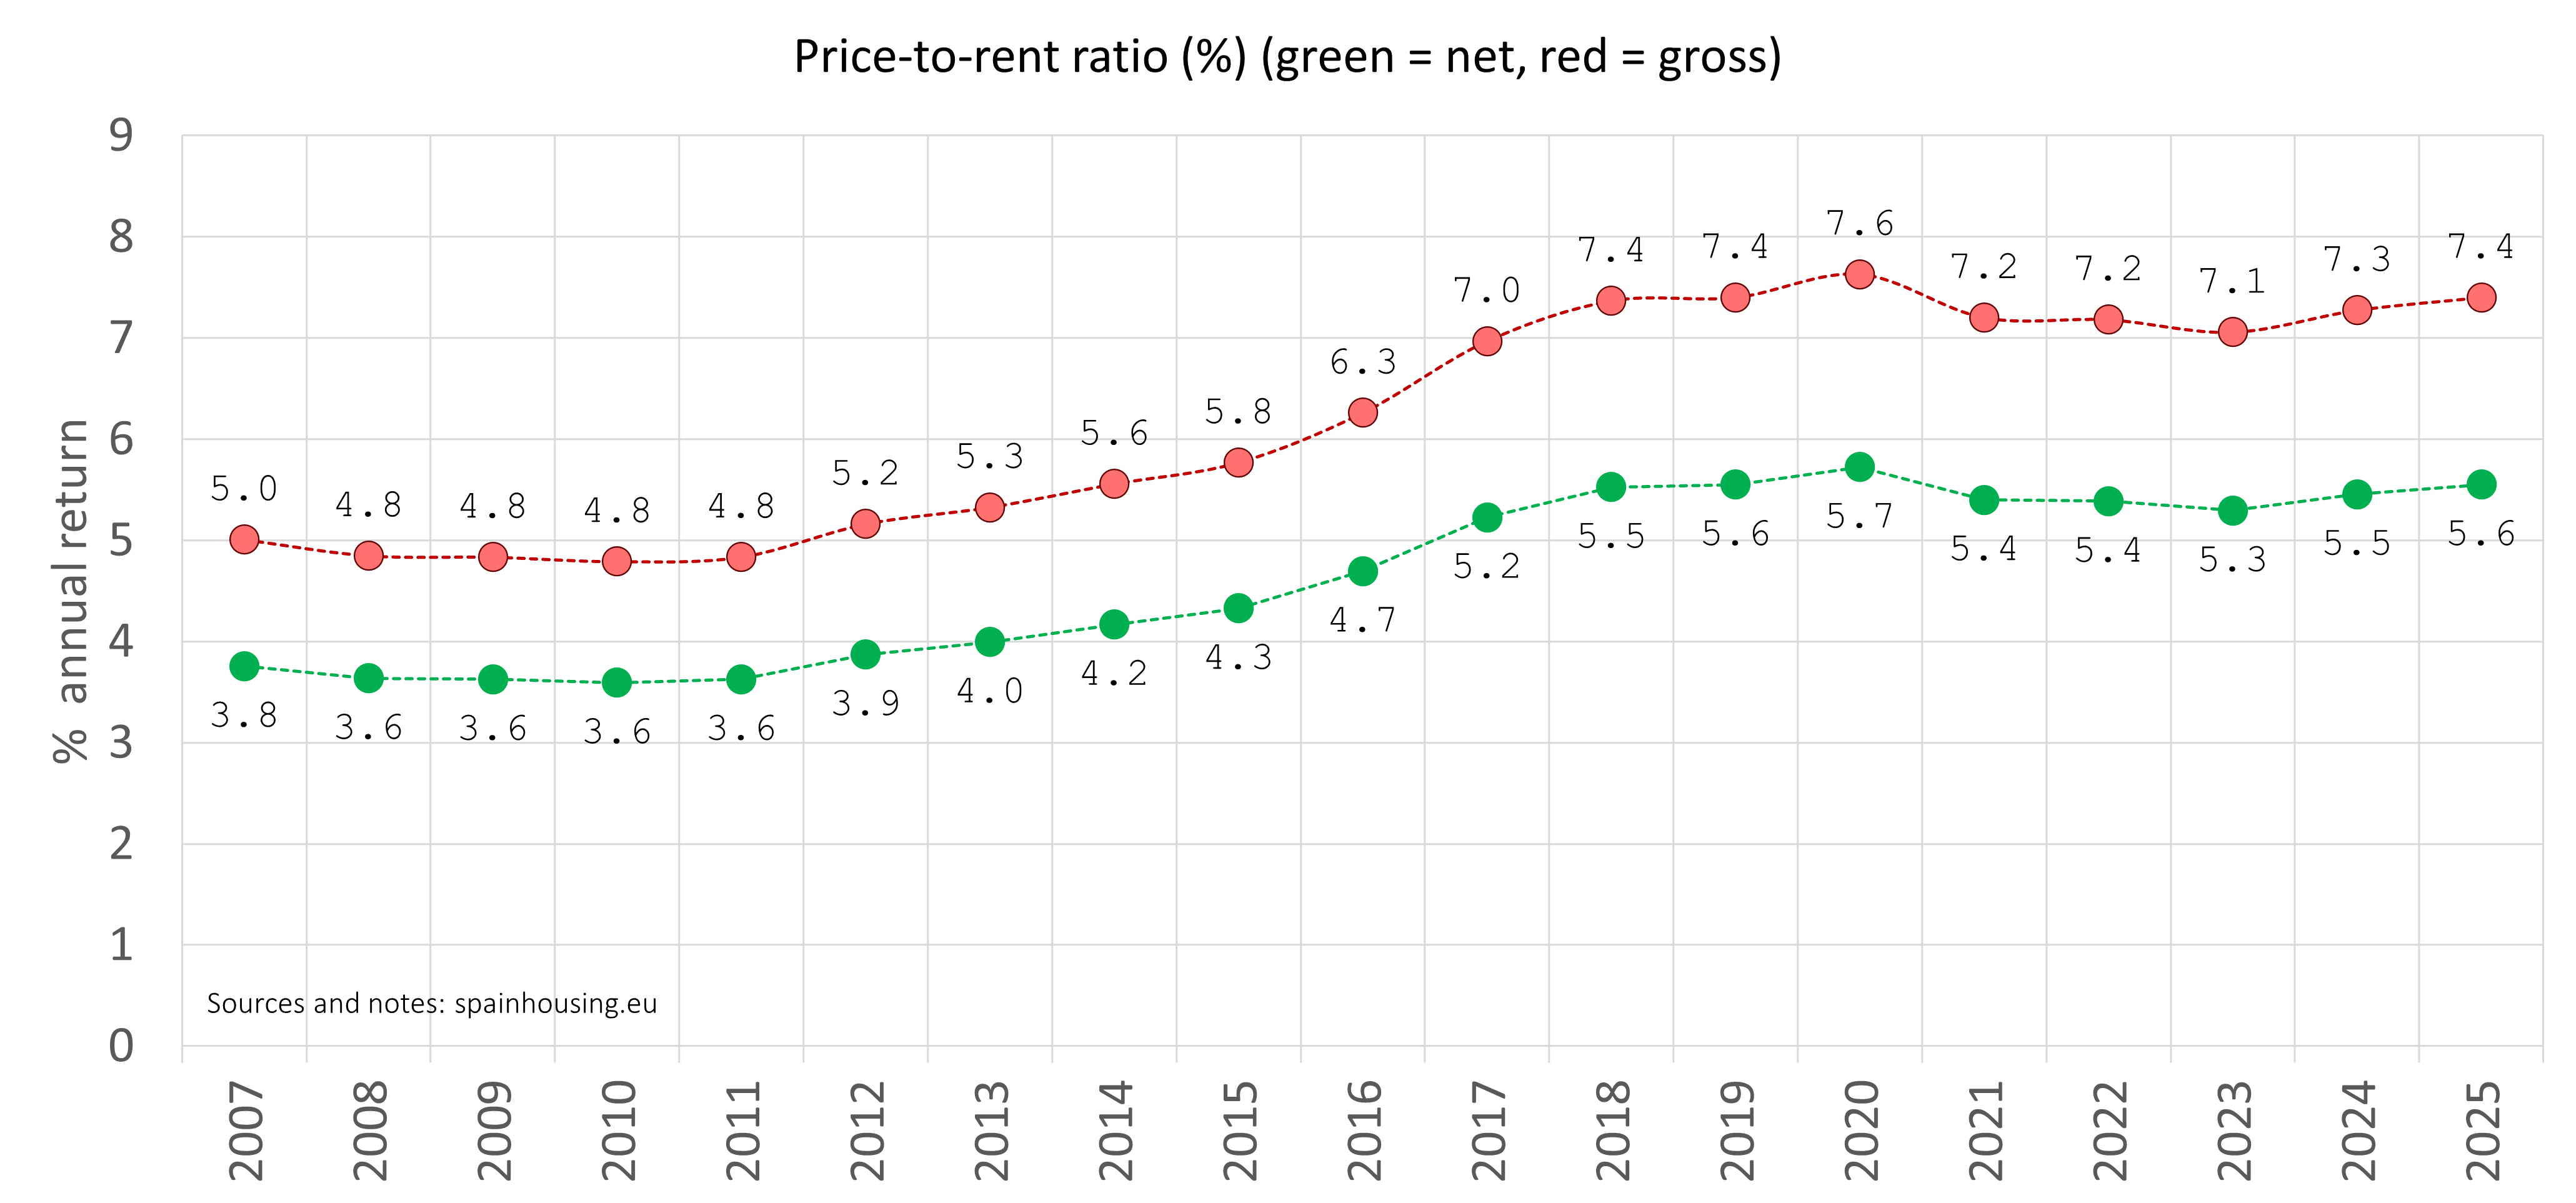 Price-to-rent ratio (%) (green = net, red = gross)
% annual return
9
8
7
6
5
4
3
2
1
0
5.0 4.8 4.8 4.8 4.8 5.2 5.3 5.6 5.8 6.3 7.0 7.4 7.4 7.6 7.2 7.2 7.1 7.3 7.4
3.8 3.6 3.6 3.6 3.6 3.9 4.0 4.2 4.3 4.7 5.2 5.5 5.6 5.7 5.4 5.4 5.3 5.5 5.6
Sources and notes: spainhousing.eu
2007 2008 2009 2010 2011 2012 2013 2014 2015 2016 2017 2018 2019 2020 2021 2022 2023 2024 2025